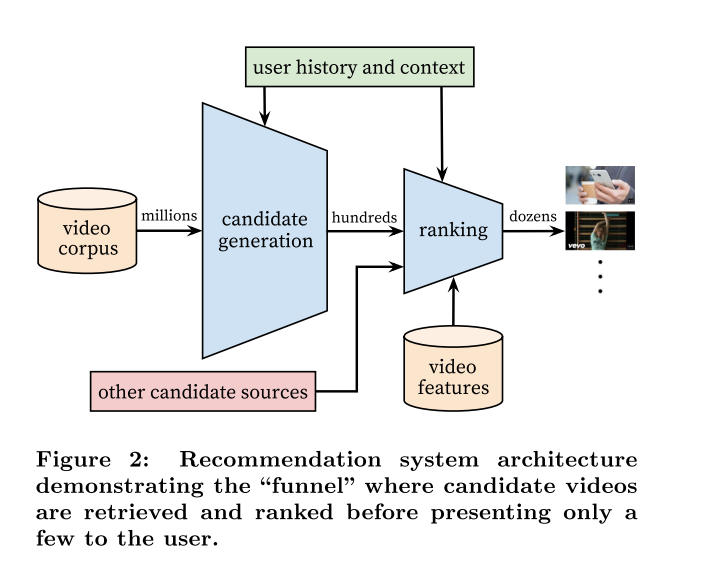 user history and context
video
corpus
millions
candidate
generation
hundreds
ranking
dozens
vevo
other candidate sources
video
features
Figure 2: Recommendation system architecture
demonstrating the “funnel” where candidate videos
are retrieved and ranked before presenting only a
few to the user.